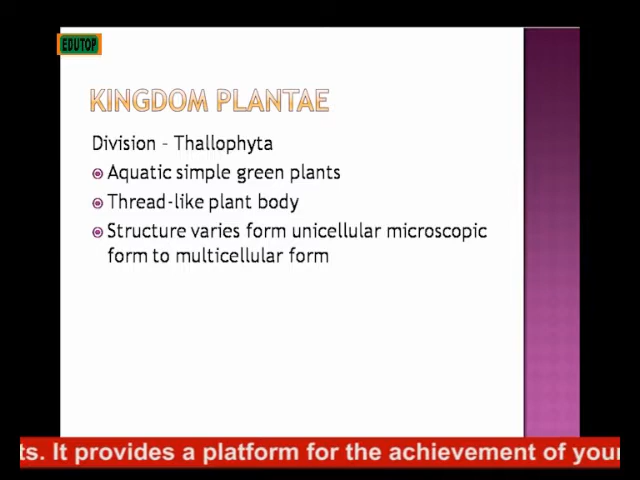 EDUTOP
KINGDOM PLANTAE
Division - Thallophyta
Aquatic simple green plants
Thread-like plant body
Structure varies form unicellular microscopic
form to multicellular form
ts. It provides a platform for the achievement of your